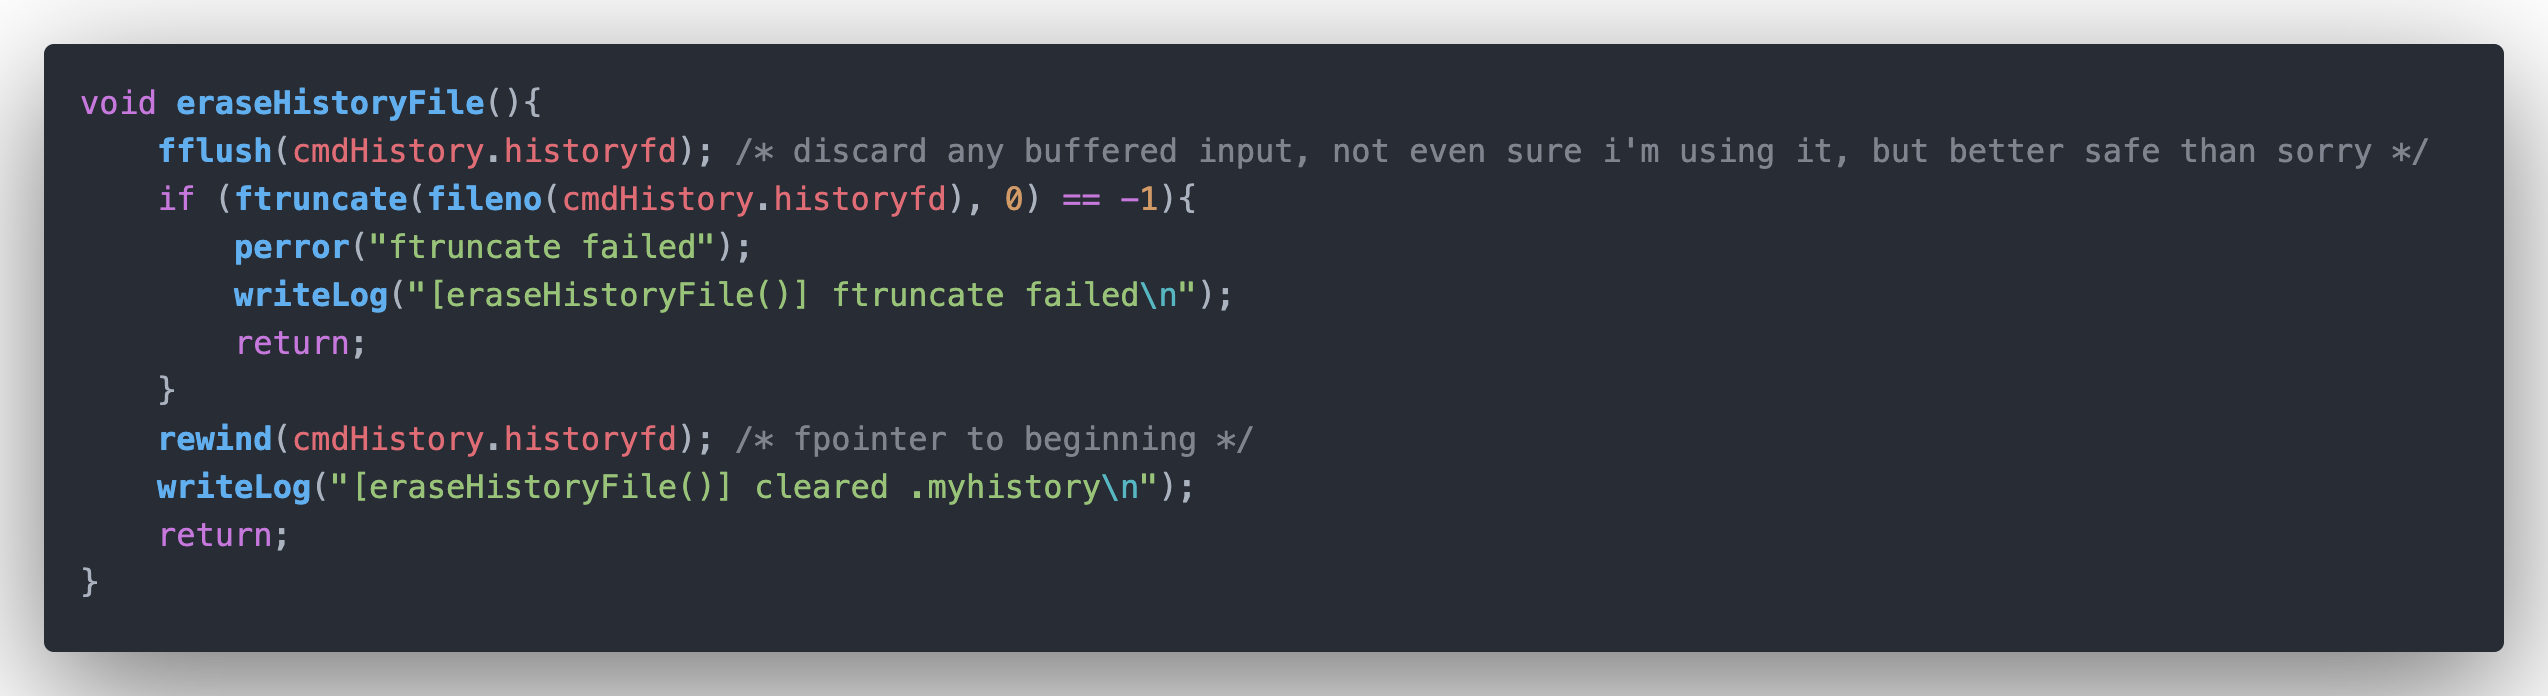 void eraseHistoryFile(){
    fflush(cmdHistory.historyfd); /* discard any buffered input, not even sure i'm using it, but better safe than sorry */
    if (ftruncate(fileno(cmdHistory.historyfd), 0) == -1){
        perror("ftruncate failed");
        writeLog("[eraseHistoryFile()] ftruncate failed\n");
        return;
    }
    rewind(cmdHistory.historyfd); /* fpointer to beginning */
    writeLog("[eraseHistoryFile()] cleared .myhistory\n");
    return;
}